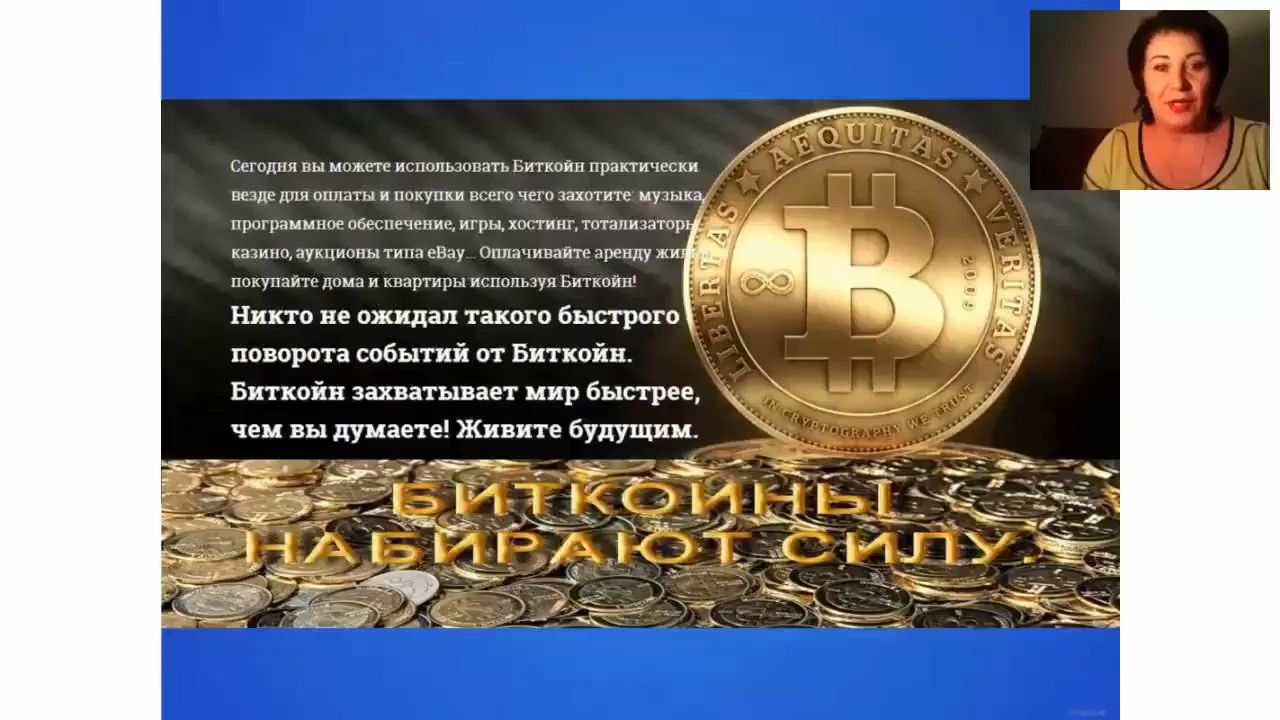 Сегодня вы можете использовать Биткойн практически
везде для оплаты и покупки всего чего захотите: музыка,
программное обеспечение, игры, хостинг, тотализаторы,
казино, аукционы типа eBay... Оплачивайте аренду
покупайте дома и квартиры используя Биткойн!
Никто не ожидал такого быстрого
поворота событий от Биткойн.
Биткойн захватывает мир быстрее,
чем вы думаете! Живите будущим.
LIBERTAS AEQUITAS VERITAS
2009
IN CRYPTOGRAPHY WE TRUST
БИТКОИНЫ
НАБИРАЮТ СИЛУ.